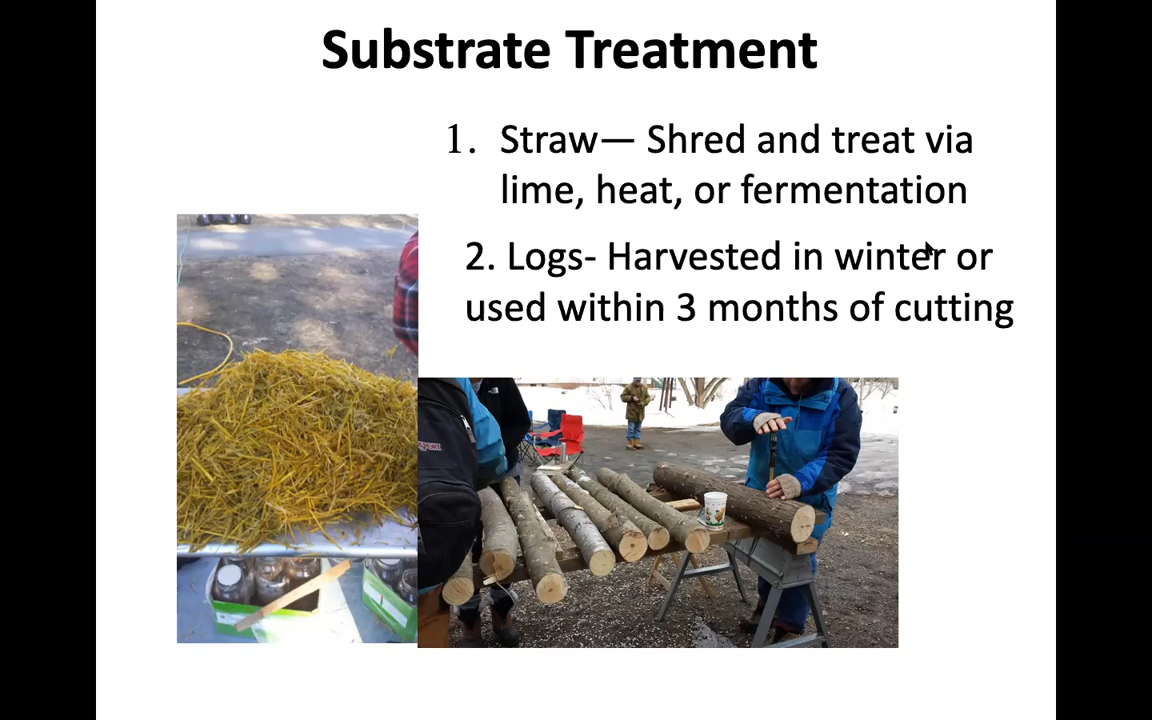 Substrate Treatment
1. Straw— Shred and treat via
lime, heat, or fermentation
2. Logs- Harvested in winter or
used within 3 months of cutting